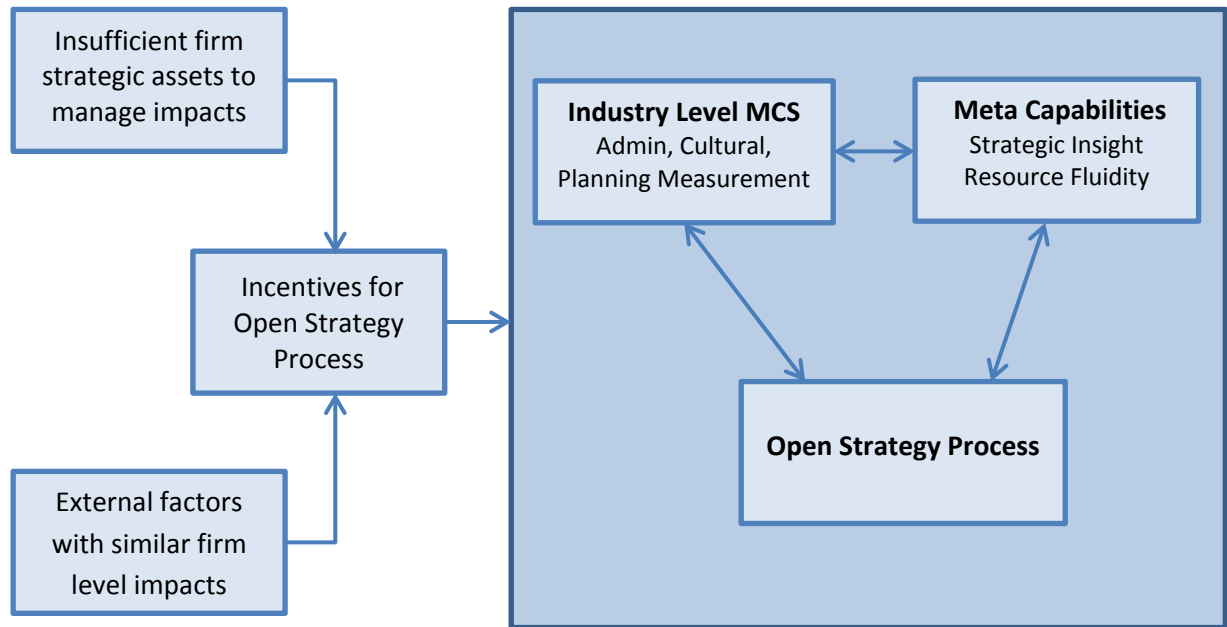 Insufficient firm
strategic assets to
manage impacts
Industry Level MCS
Admin, Cultural,
Planning Measurement
Meta Capabilities
Strategic Insight
Resource Fluidity
Incentives for
Open Strategy
Process
Open Strategy Process
External factors
with similar firm
level impacts